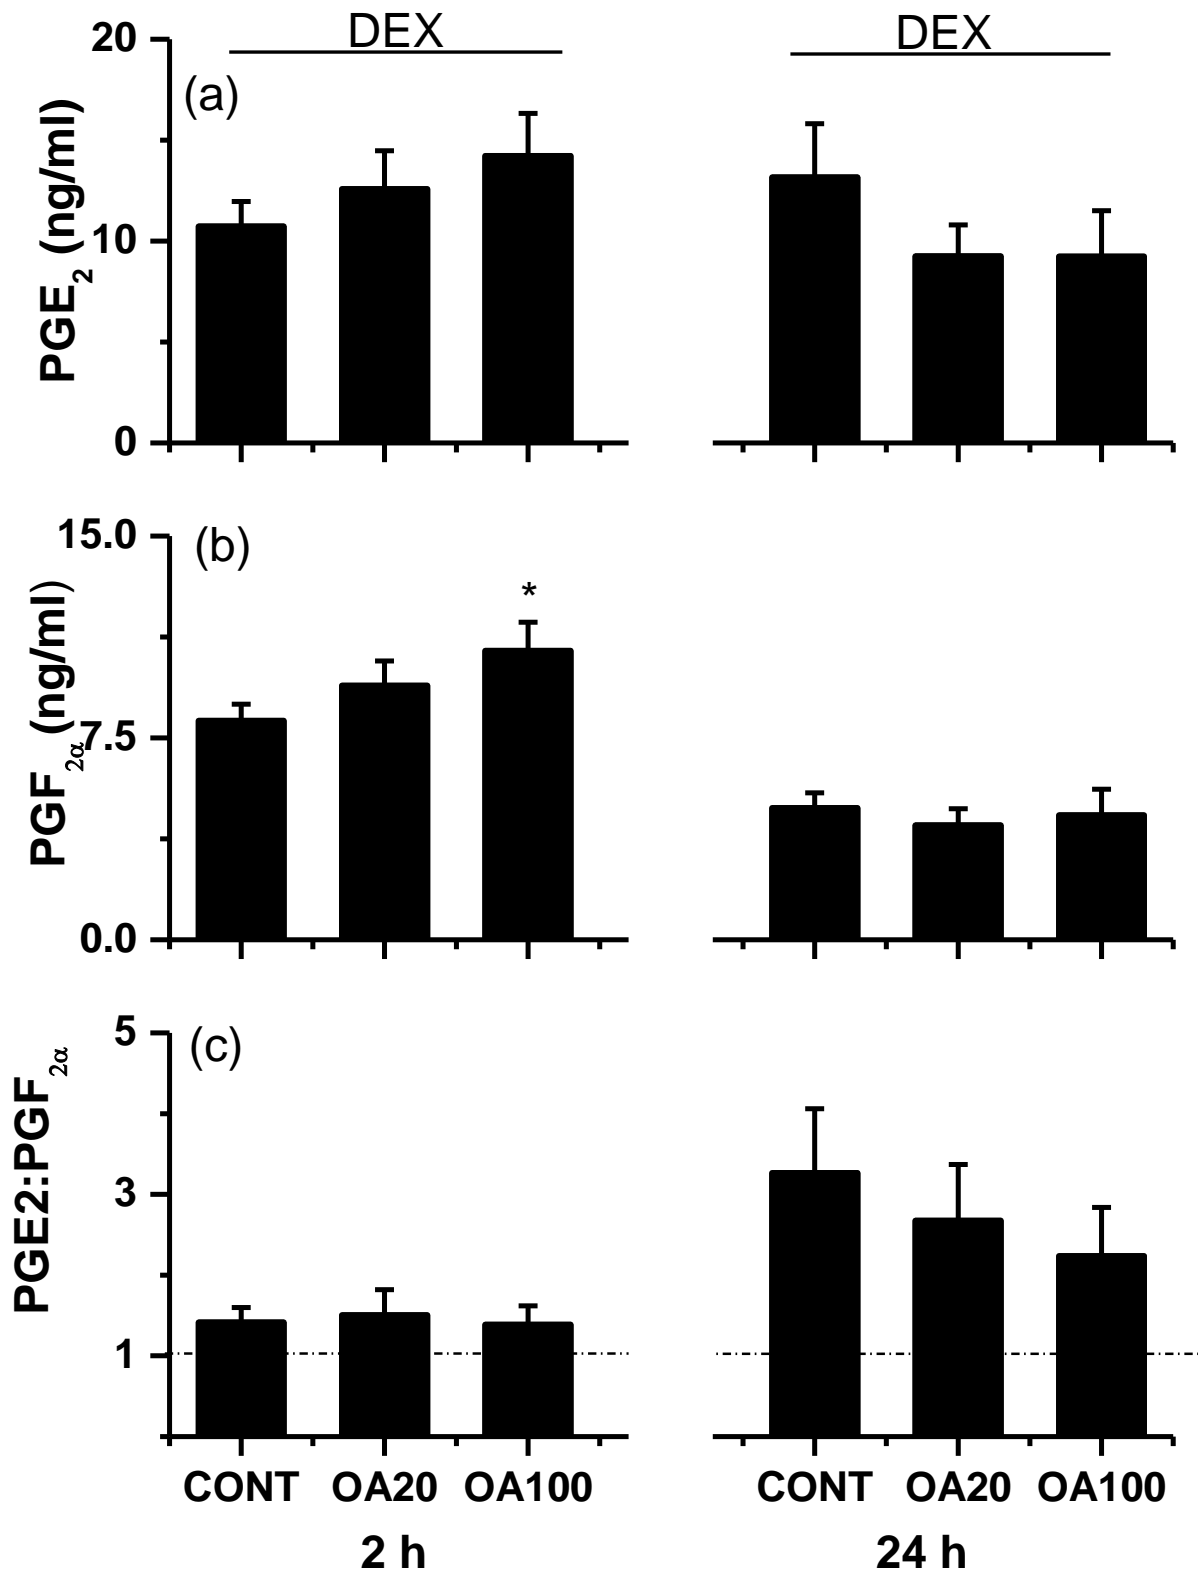 DEX
DEX
20
(a)
PGE2 (ng/ml)
10
0
15.0
(b)
*
PGF2α (ng/ml)
7.5
0.0
5
(c)
PGE2:PGF2α
3
1
CONT OA20 OA100
CONT OA20 OA100
2 h
24 h